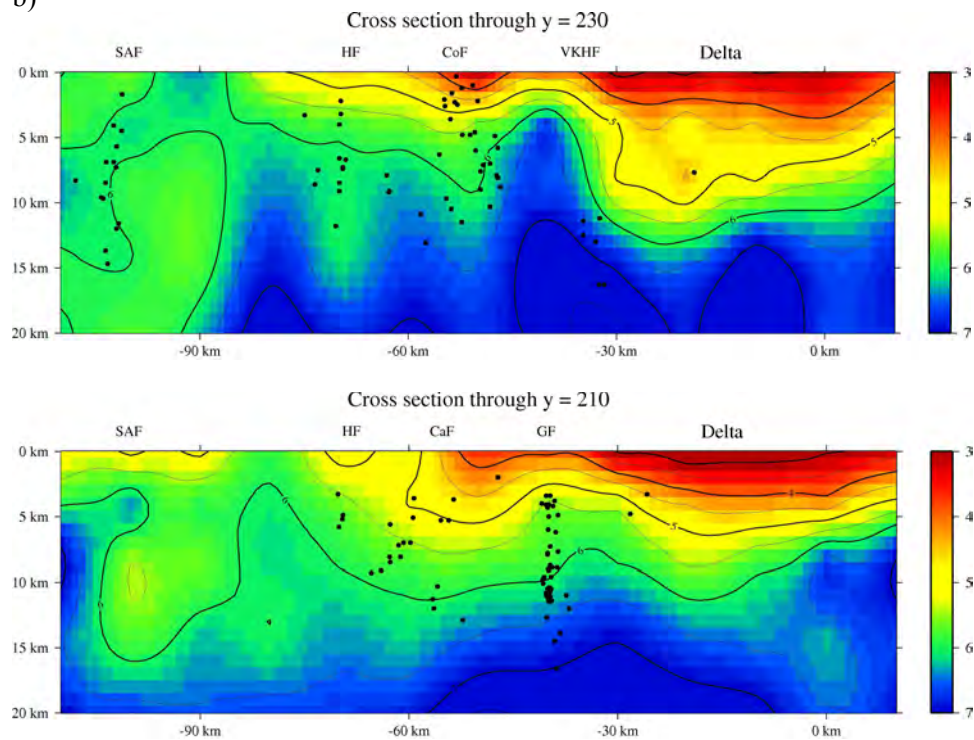 b)
Cross section through y = 230
SAF HF CoF VKHF Delta
0 km 3
5 km 4
10 km 5
15 km 6
20 km 7
-90 km -60 km -30 km 0 km
5
6
6
6
Cross section through y = 210
SAF HF CaF GF Delta
0 km 3
5 km 4
10 km 5
15 km 6
20 km 7
-90 km -60 km -30 km 0 km
4
5
6
6
6